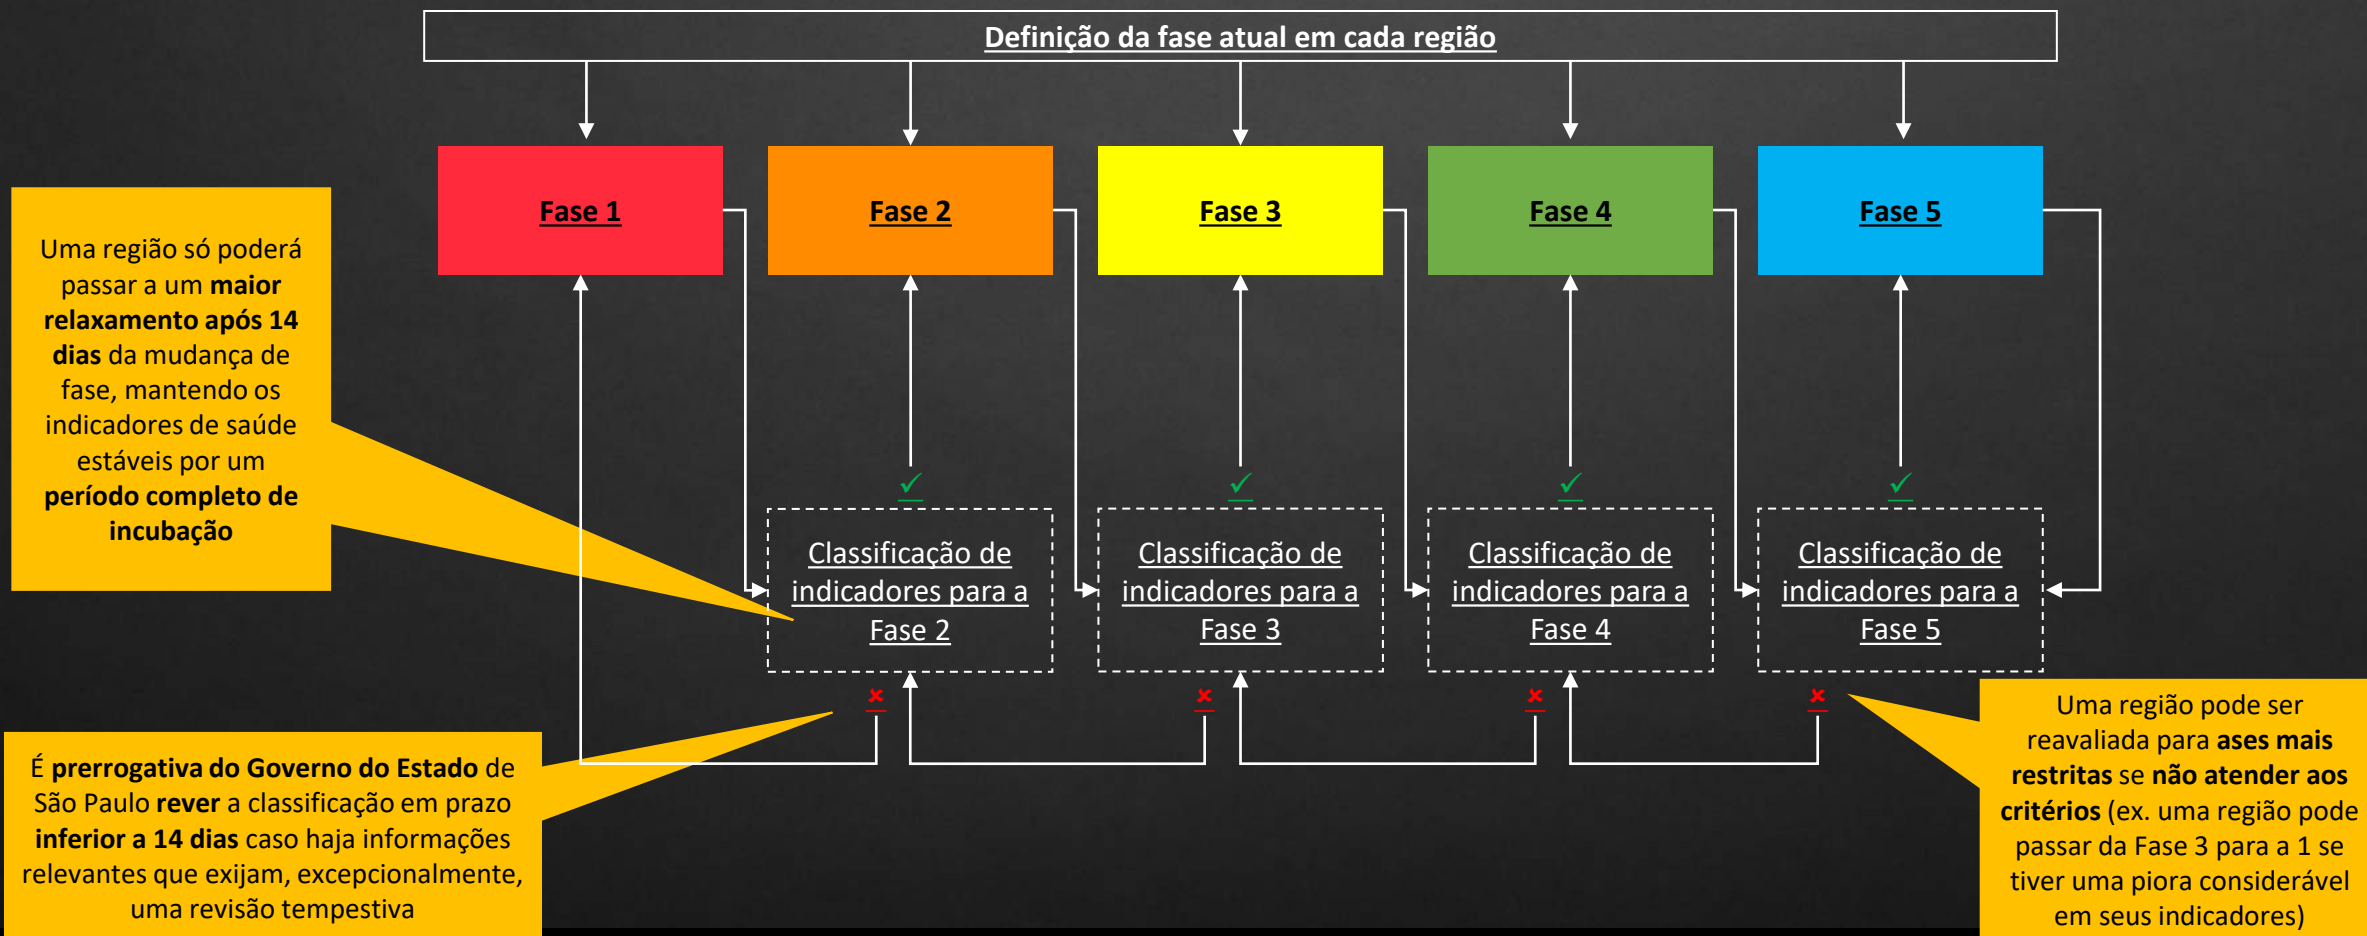 Definição da fase atual em cada região
Fase 1
Fase 2
Fase 3
Fase 4
Fase 5
Uma região só poderá
passar a um maior
relaxamento após 14
dias da mudança de
fase, mantendo os
indicadores de saúde
estáveis por um
período completo de
incubação
✓
✓
✓
✓
Classificação de
indicadores para a
Fase 2
Classificação de
indicadores para a
Fase 3
Classificação de
indicadores para a
Fase 4
Classificação de
indicadores para a
Fase 5
×
×
×
×
É prerrogativa do Governo do Estado de
São Paulo rever a classificação em prazo
inferior a 14 dias caso haja informações
relevantes que exijam, excepcionalmente,
uma revisão tempestiva
Uma região pode ser
reavaliada para ases mais
restritas se não atender aos
critérios (ex. uma região pode
passar da Fase 3 para a 1 se
tiver uma piora considerável
em seus indicadores)